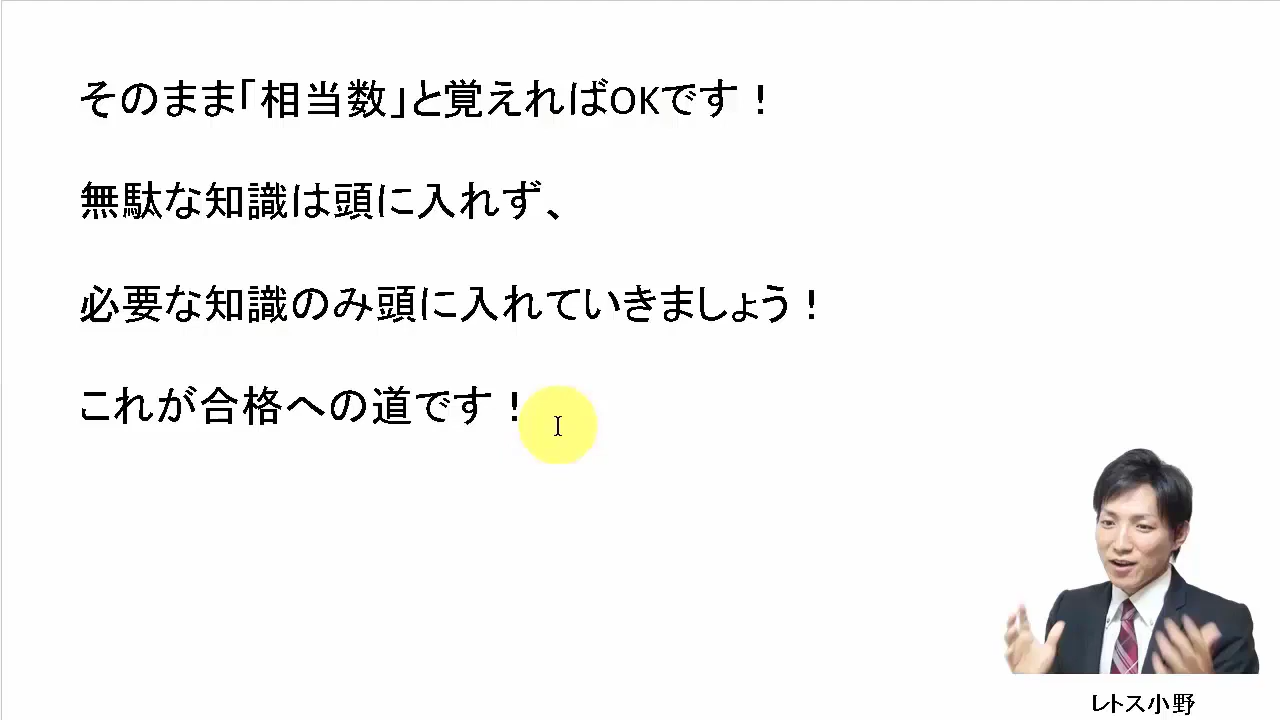 そのまま「相当数」と覚えればOKです！
無駄な知識は頭に入れず、
必要な知識のみ頭に入れていきましょう！
これが合格への道です！
レトス小野